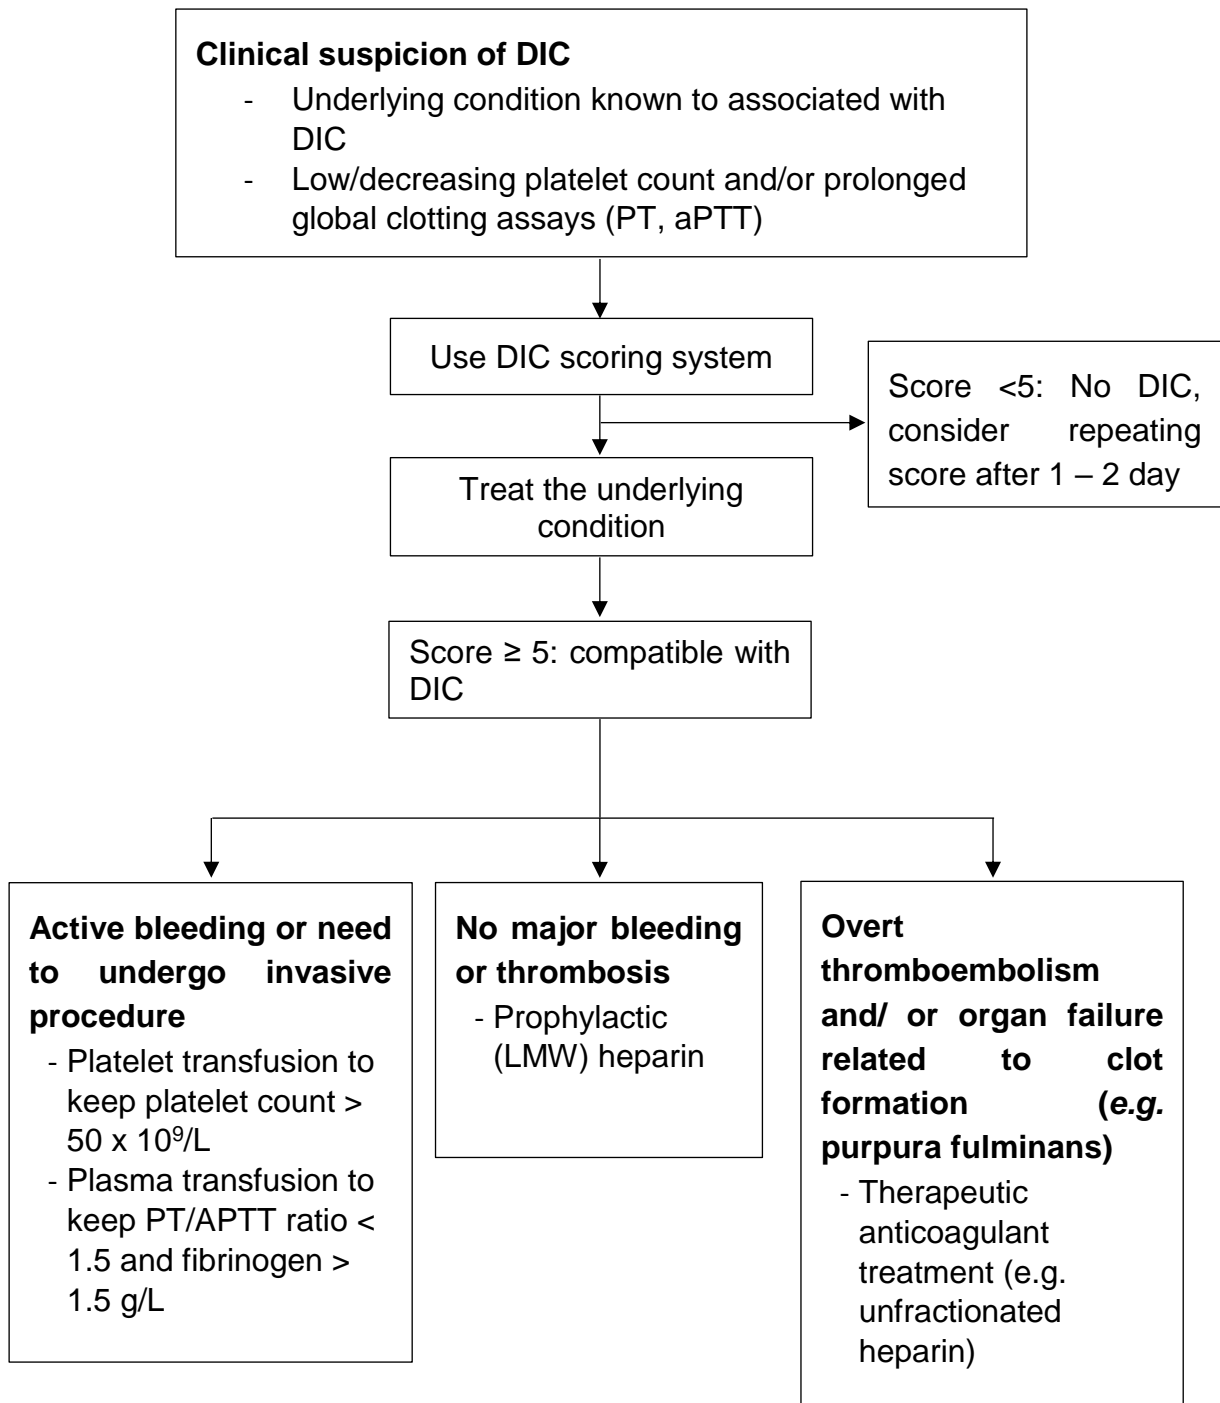 Clinical suspicion of DIC
- Underlying condition known to associated with
DIC
- Low/decreasing platelet count and/or prolonged
global clotting assays (PT, aPTT)
Use DIC scoring system
Score <5: No DIC,
consider repeating
score after 1 – 2 day
Treat the underlying
condition
Score ≥ 5: compatible with
DIC
Active bleeding or need
to undergo invasive
procedure
- Platelet transfusion to
keep platelet count >
50 x 10⁹/L
- Plasma transfusion to
keep PT/APTT ratio <
1.5 and fibrinogen >
1.5 g/L
No major bleeding
or thrombosis
- Prophylactic
(LMW) heparin
Overt
thromboembolism
and/ or organ failure
related to clot
formation (e.g.
purpura fulminans)
- Therapeutic
anticoagulant
treatment (e.g.
unfractionated
heparin)